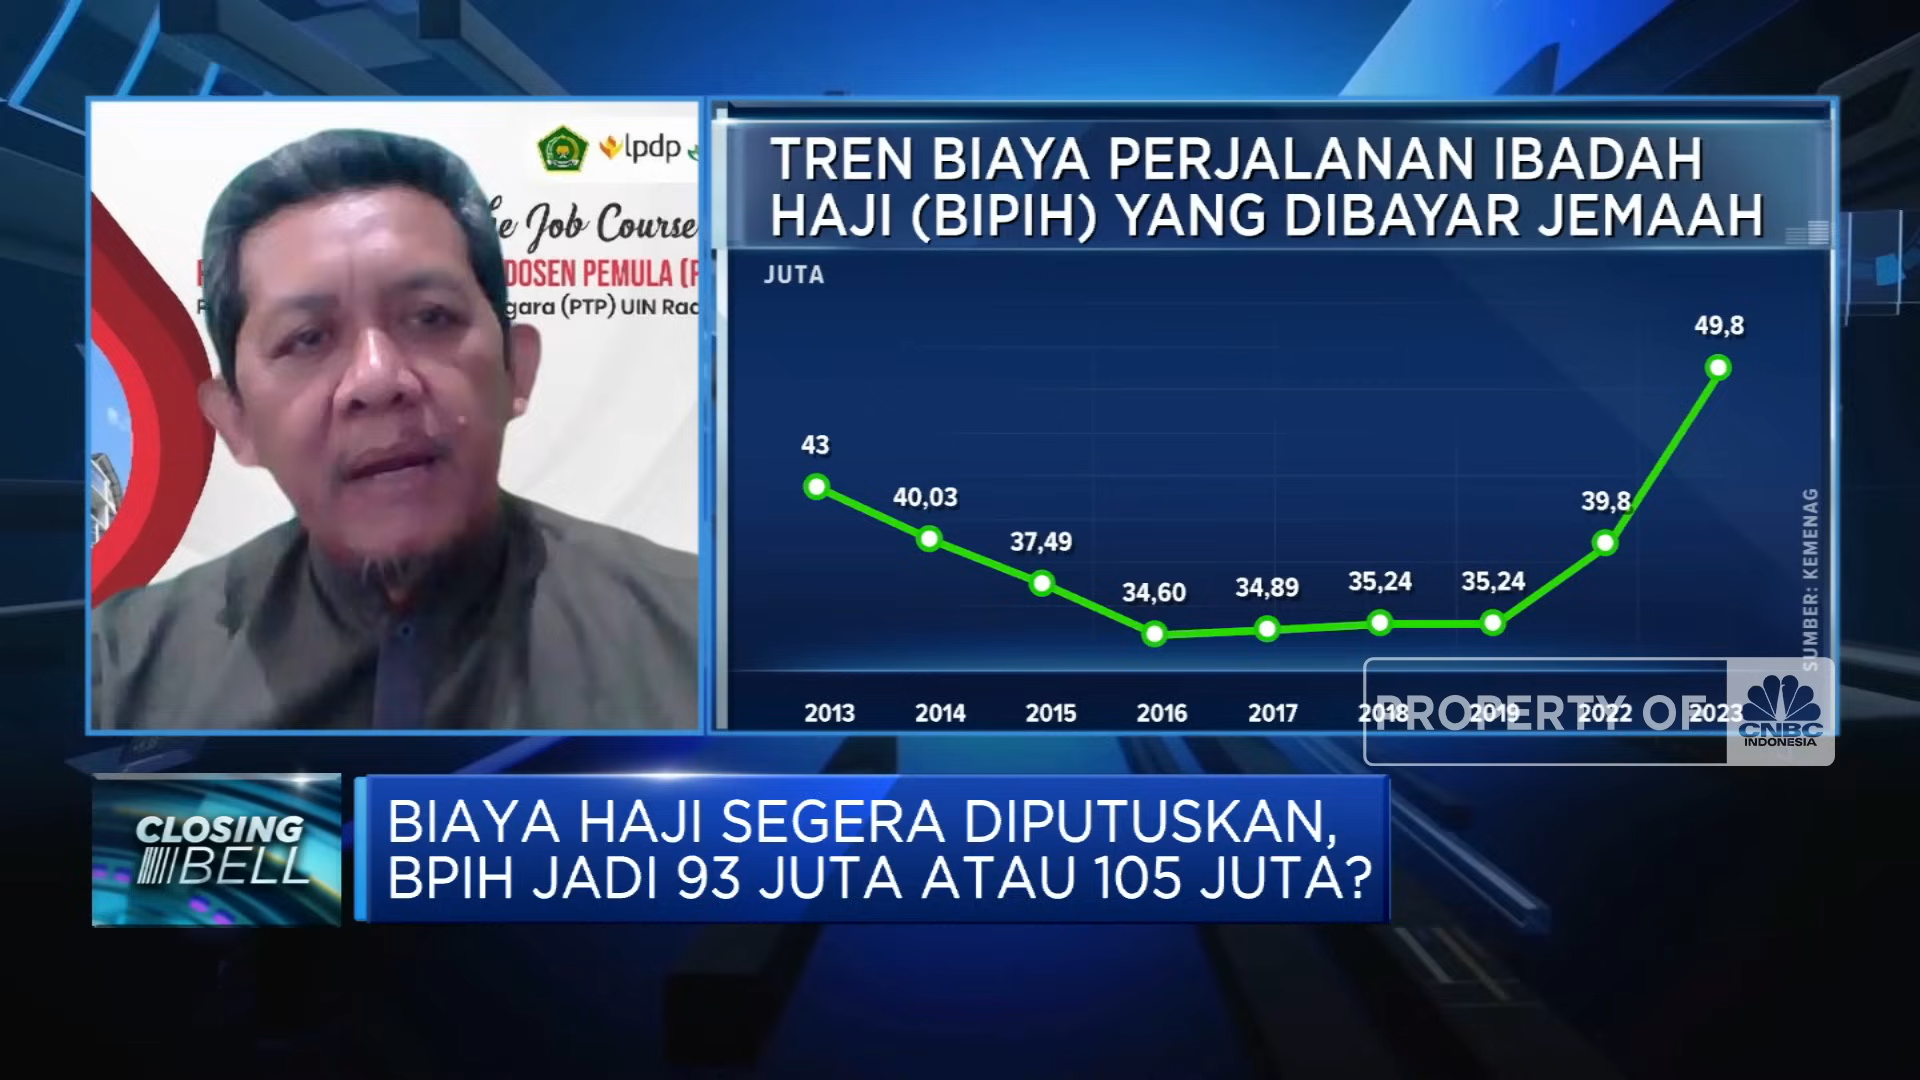 lpdp
he Job Course
DOSEN PEMULA (P
gara (PTP) UIN Rad
TREN BIAYA PERJALANAN IBADAH
HAJI (BIPIH) YANG DIBAYAR JEMAAH
JUTA
43
40,03
37,49
34,60
34,89
35,24
35,24
39,8
49,8
2013
2014
2015
2016
2017
2018
2019
2022
2023
SUMBER: KEMENAG
PROPERTY OF
CNBC
INDONESIA
CLOSING
BELL
BIAYA HAJI SEGERA DIPUTUSKAN,
BPIH JADI 93 JUTA ATAU 105 JUTA?